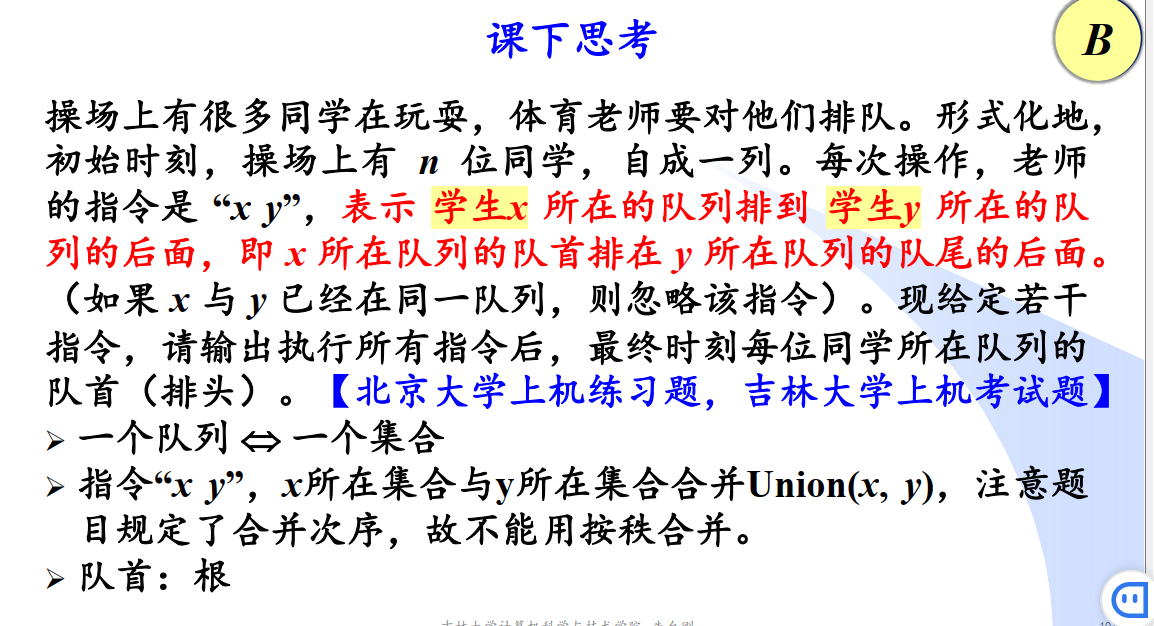 课下思考
B
操场上有很多同学在玩耍，体育老师要对他们排队。形式化地，
初始时刻，操场上有 n 位同学，自成一列。每次操作，老师
的指令是 “x y”，表示 学生x 所在的队列排到 学生y 所在的队
列的后面，即 x 所在队列的队首排在 y 所在队列的队尾的后面。
（如果 x 与 y 已经在同一队列，则忽略该指令）。现给定若干
指令，请输出执行所有指令后，最终时刻每位同学所在队列的
队首（排头）。【北京大学上机练习题，吉林大学上机考试题】
➢ 一个队列 ⇔ 一个集合
➢ 指令“x y”，x所在集合与y所在集合合并Union(x, y)，注意题
目规定了合并次序，故不能用按秩合并。
➢ 队首：根